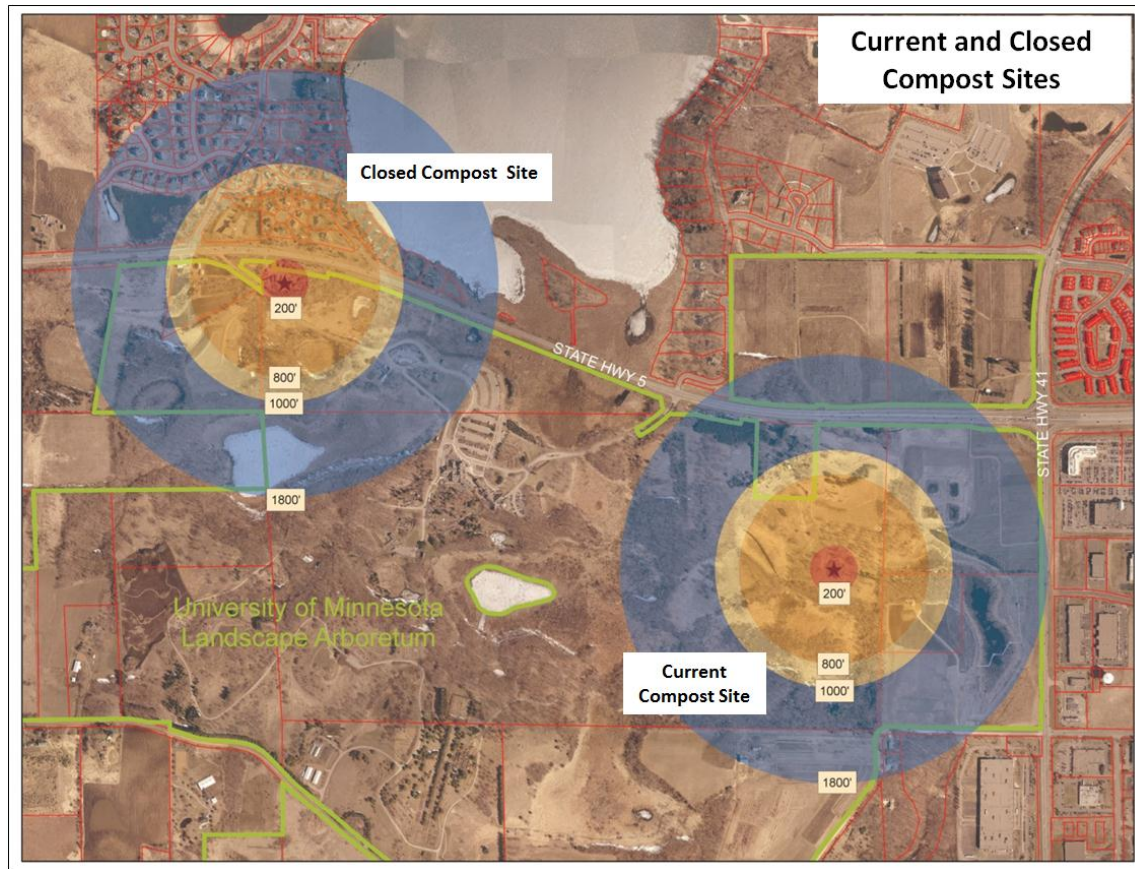 Current and Closed
Compost Sites
Closed Compost Site
200'
800'
1000'
1800'
STATE HWY 5
STATE HWY 41
University of Minnesota
Landscape Arboretum
200'
Current
Compost Site
800'
1000'
1800'